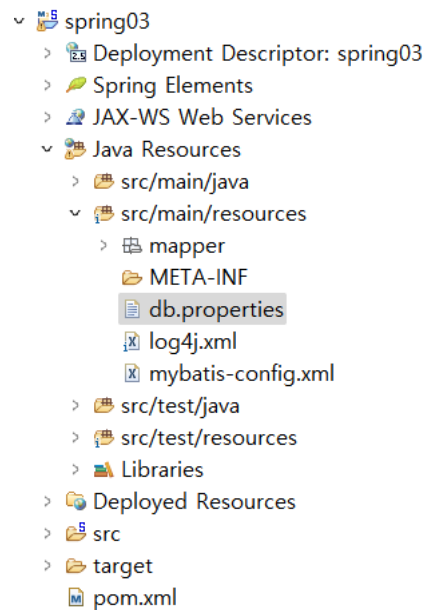 spring03
Deployment Descriptor: spring03
Spring Elements
JAX-WS Web Services
Java Resources
src/main/java
src/main/resources
mapper
META-INF
db.properties
log4j.xml
mybatis-config.xml
src/test/java
src/test/resources
Libraries
Deployed Resources
src
target
pom.xml